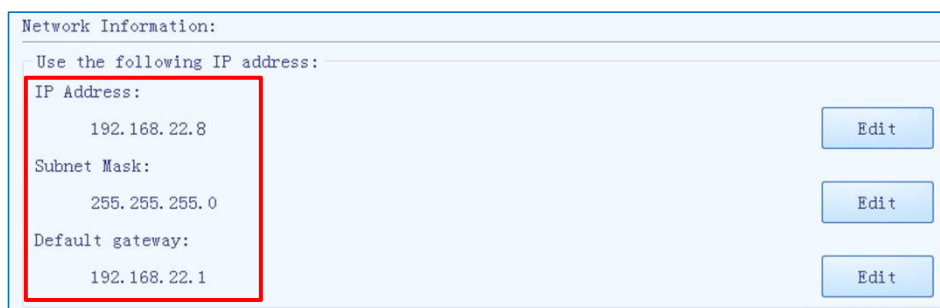 Network Information:
Use the following IP address:
IP Address:
192.168.22.8
Edit
Subnet Mask:
255.255.255.0
Edit
Default gateway:
192.168.22.1
Edit